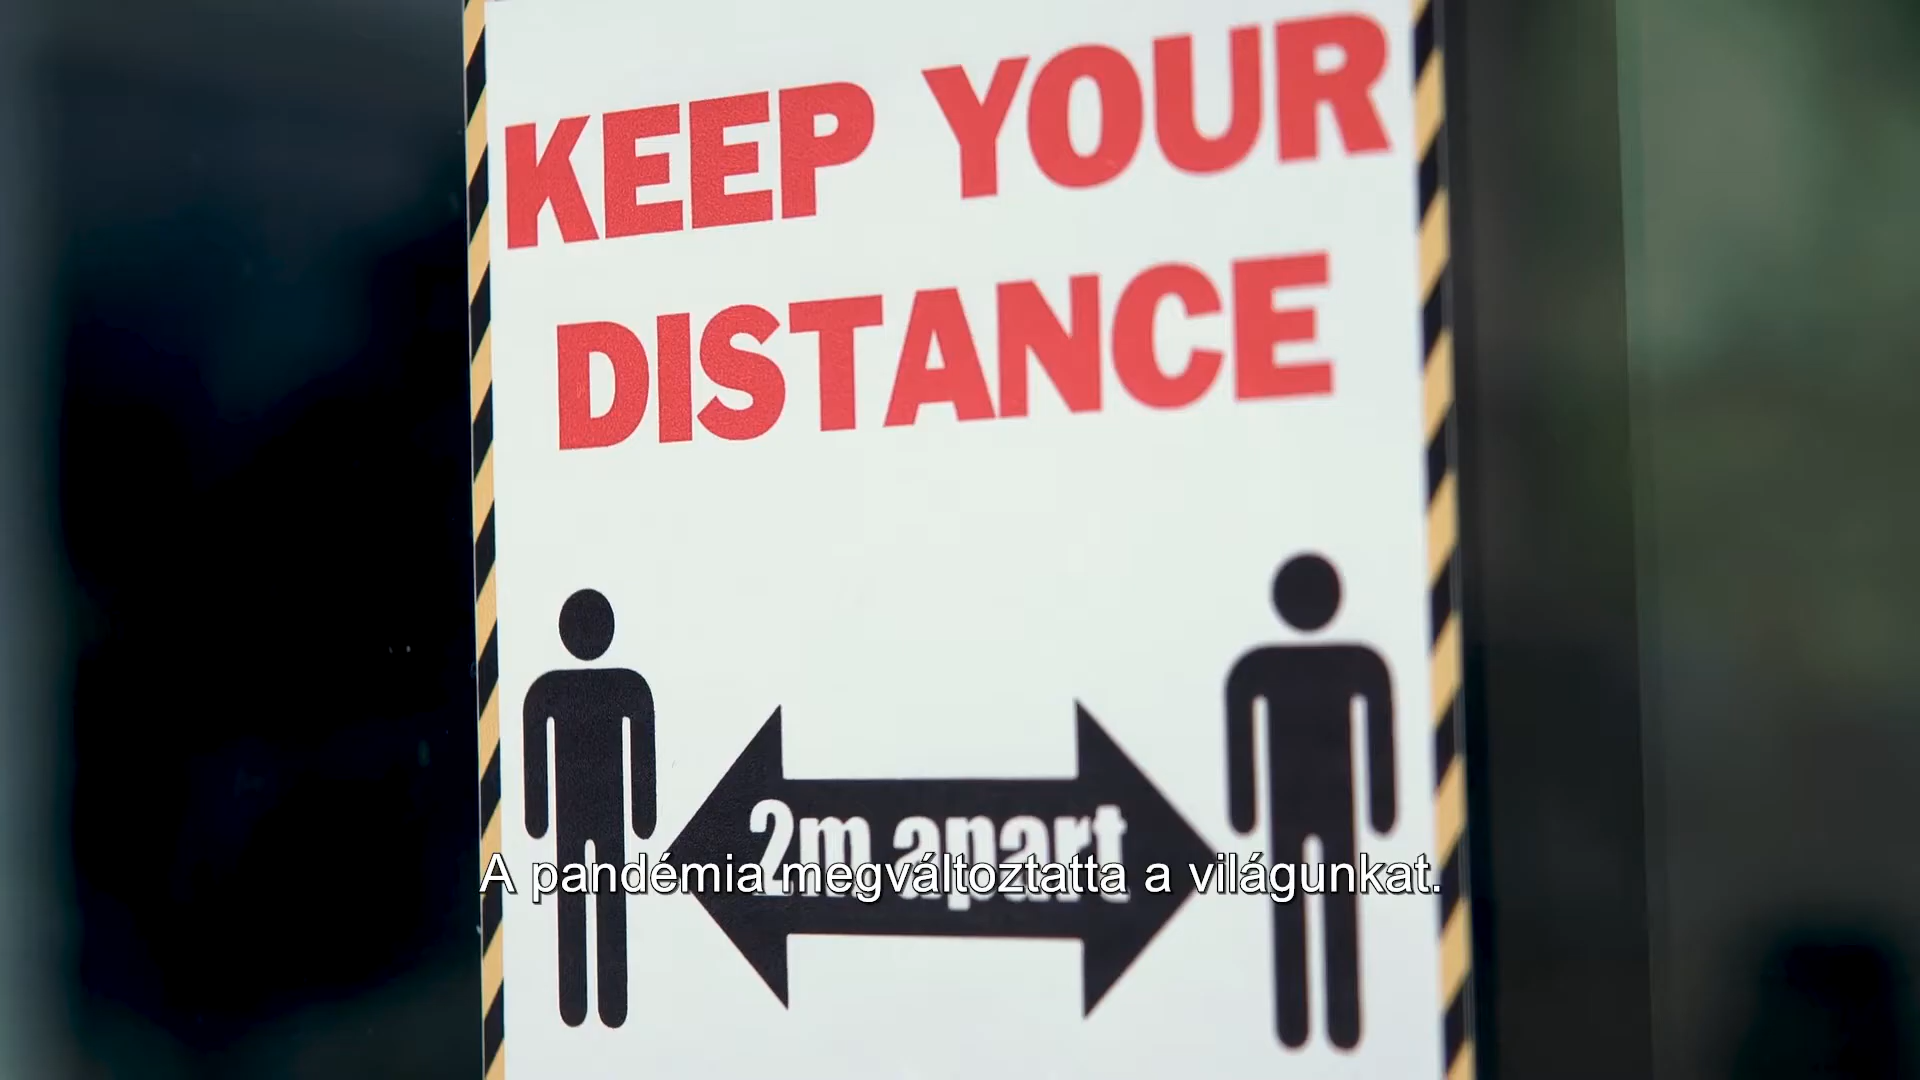 KEEP YOUR
DISTANCE
2m apart
A pandémia megváltoztatta a világunkat.